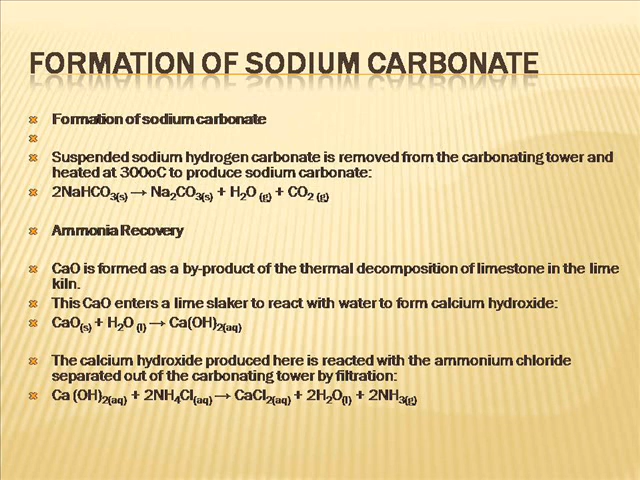 FORMATION OF SODIUM CARBONATE
Formation of sodium carbonate
Suspended sodium hydrogen carbonate is removed from the carbonating tower and
heated at 300oC to produce sodium carbonate:
2NaHCO3(s) → Na2CO3(s) + H2O (g) + CO2 (g)
Ammonia Recovery
CaO is formed as a by-product of the thermal decomposition of limestone in the lime
kiln.
This CaO enters a lime slaker to react with water to form calcium hydroxide:
CaO(s) + H2O (l) → Ca(OH)2(aq)
The calcium hydroxide produced here is reacted with the ammonium chloride
separated out of the carbonating tower by filtration:
Ca (OH)2(aq) + 2NH4Cl(aq) → CaCl2(aq) + 2H2O(l) + 2NH3(g)